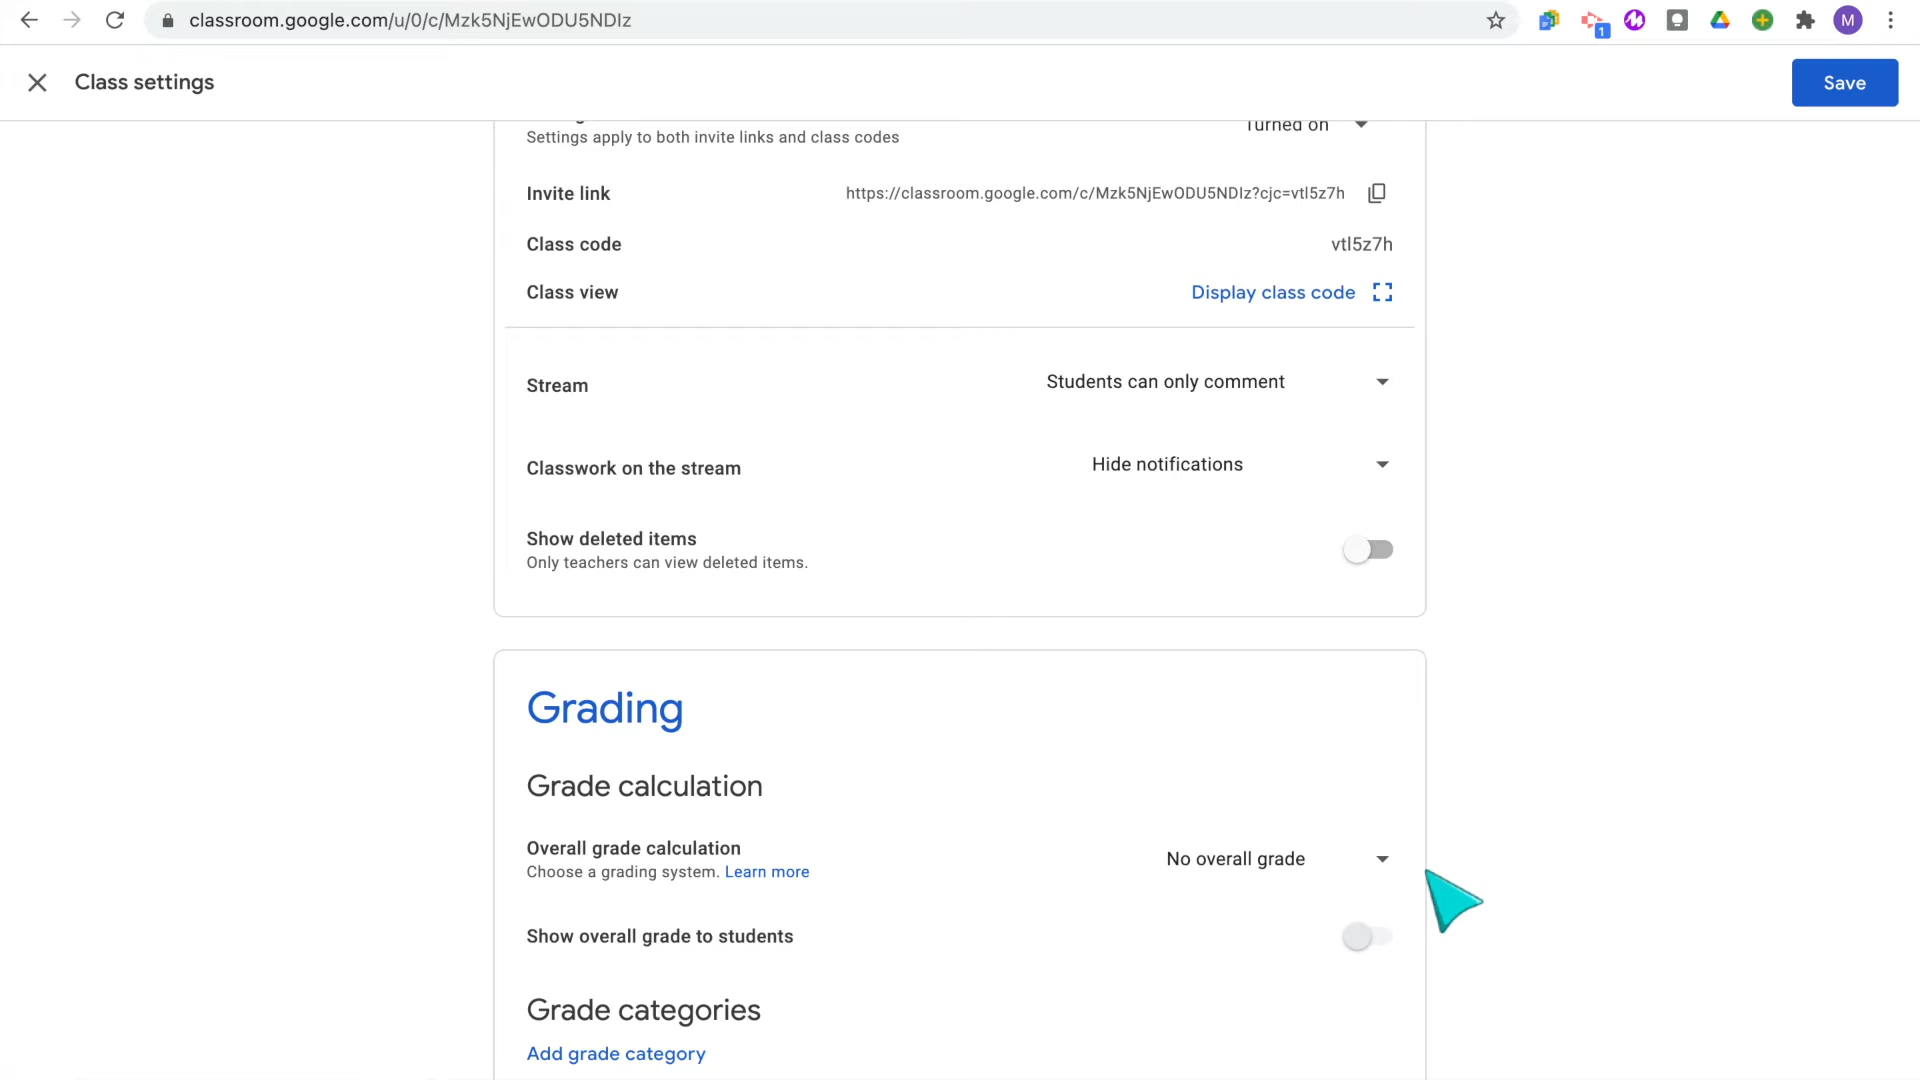 classroom.google.com/u/0/c/Mzk5NjEwODU5NDIz
M
1
Class settings
Save
Turned on
Settings apply to both invite links and class codes
Invite link
https://classroom.google.com/c/Mzk5NjEwODU5NDIz?cjc=vtl5z7h
Class code
vtl5z7h
Class view
Display class code
Stream
Students can only comment
Classwork on the stream
Hide notifications
Show deleted items
Only teachers can view deleted items.
Grading
Grade calculation
Overall grade calculation
Choose a grading system. Learn more
No overall grade
Show overall grade to students
Grade categories
Add grade category